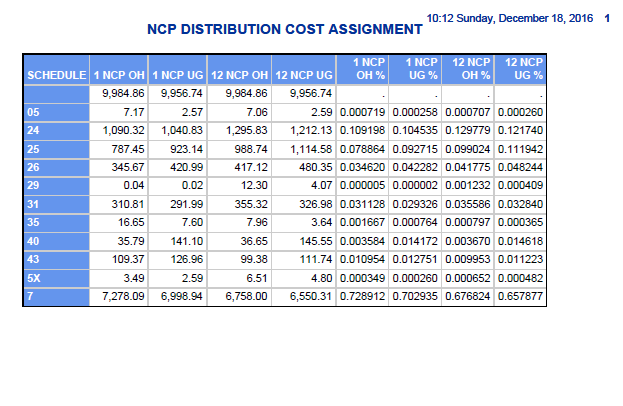 10:12 Sunday, December 18, 2016 1
NCP DISTRIBUTION COST ASSIGNMENT
SCHEDULE 1 NCP OH 1 NCP UG 12 NCP OH 12 NCP UG 1 NCP OH % 1 NCP UG % 12 NCP OH % 12 NCP UG %
9,984.86 9,956.74 9,984.86 9,956.74 . . . .
05 7.17 2.57 7.06 2.59 0.000719 0.000258 0.000707 0.000260
24 1,090.32 1,040.83 1,295.83 1,212.13 0.109198 0.104535 0.129779 0.121740
25 787.45 923.14 988.74 1,114.58 0.078864 0.092715 0.099024 0.111942
26 345.67 420.99 417.12 480.35 0.034620 0.042282 0.041775 0.048244
29 0.04 0.02 12.30 4.07 0.000005 0.000002 0.001232 0.000409
31 310.81 291.99 355.32 326.98 0.031128 0.029326 0.035586 0.032840
35 16.65 7.60 7.96 3.64 0.001667 0.000764 0.000797 0.000365
40 35.79 141.10 36.65 145.55 0.003584 0.014172 0.003670 0.014618
43 109.37 126.96 99.38 111.74 0.010954 0.012751 0.009953 0.011223
5X 3.49 2.59 6.51 4.80 0.000349 0.000260 0.000652 0.000482
7 7,278.09 6,998.94 6,758.00 6,550.31 0.728912 0.702935 0.676824 0.657877